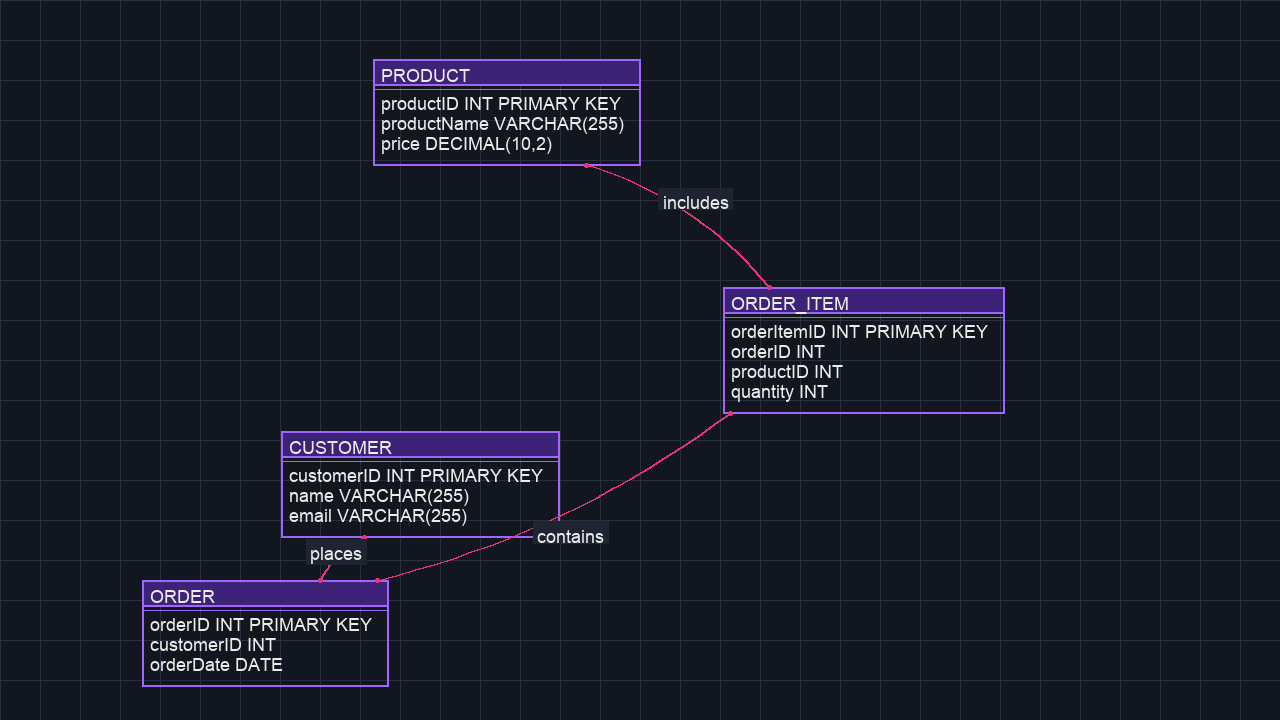 PRODUCT
productID INT PRIMARY KEY
productName VARCHAR(255)
price DECIMAL(10,2)
includes
ORDER_ITEM
orderItemID INT PRIMARY KEY
orderID INT
productID INT
quantity INT
CUSTOMER
customerID INT PRIMARY KEY
name VARCHAR(255)
email VARCHAR(255)
contains
places
ORDER
orderID INT PRIMARY KEY
customerID INT
orderDate DATE